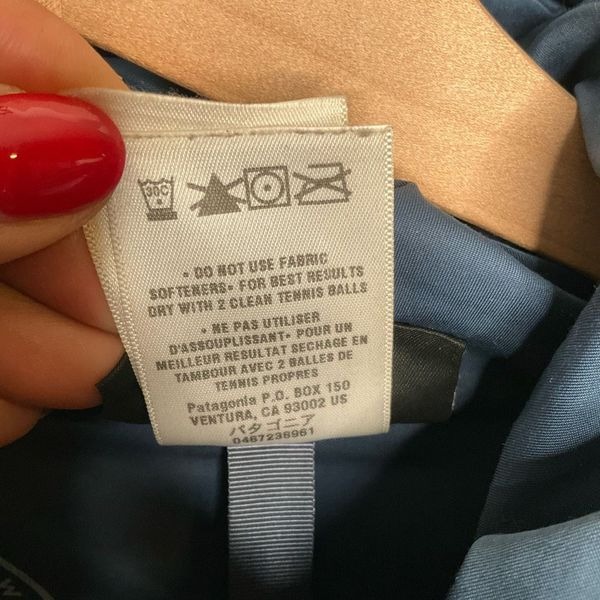 30C
• DO NOT USE FABRIC
SOFTENERS• FOR BEST RESULTS
DRY WITH 2 CLEAN TENNIS BALLS
• NE PAS UTILISER
D'ASSOUPLISSANT• POUR UN
MEILLEUR RESULTAT SECHAGE EN
TAMBOUR AVEC 2 BALLES DE
TENNIS PROPRES
Patagonia P.O. BOX 150
VENTURA, CA 93002 US
パタゴニア
0467236961